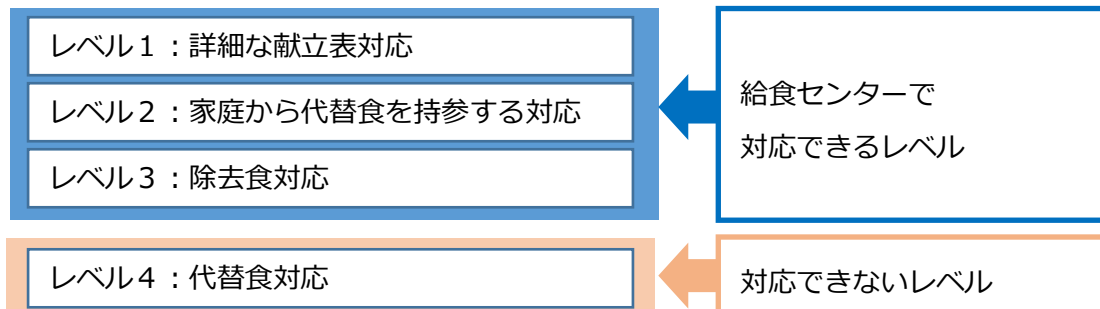 レベル１：詳細な献立表対応
レベル２：家庭から代替食を持参する対応
レベル３：除去食対応
給食センターで
対応できるレベル
レベル４：代替食対応
対応できないレベル